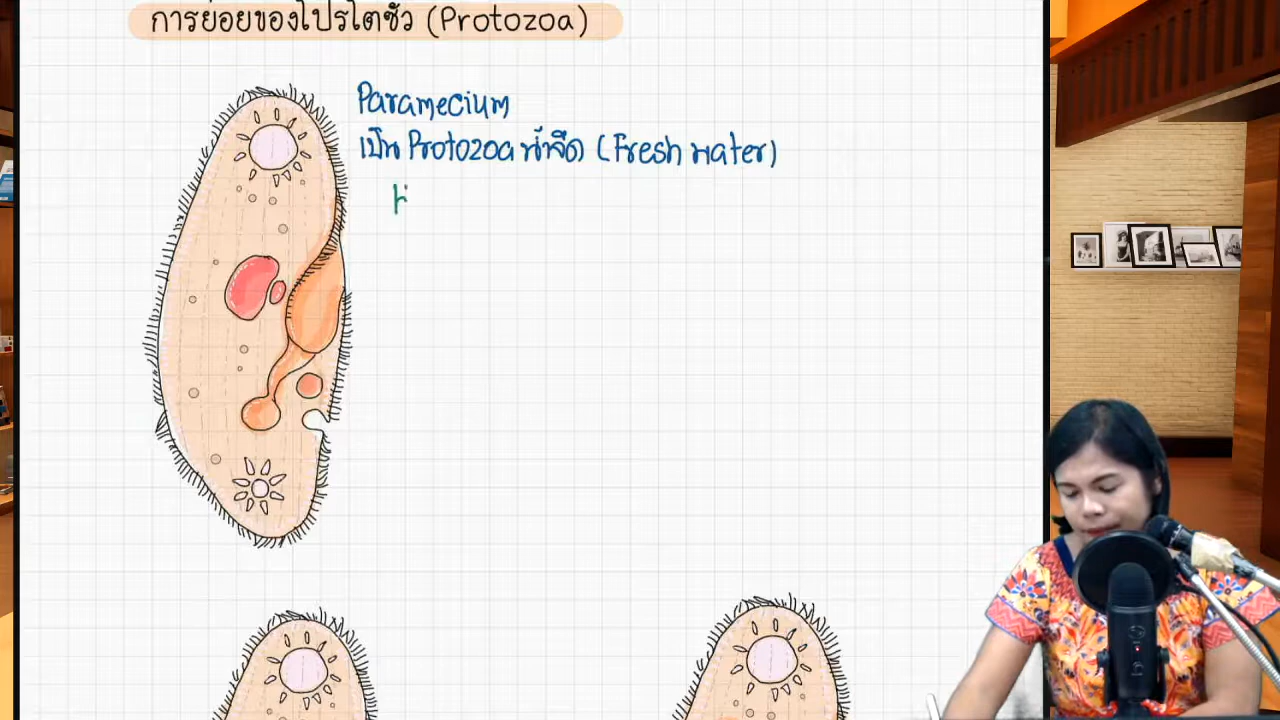 การย่อยของโปรโตซัว (Protozoa)
Paramecium
เป็น Protozoa น้ำจืด (Fresh water)